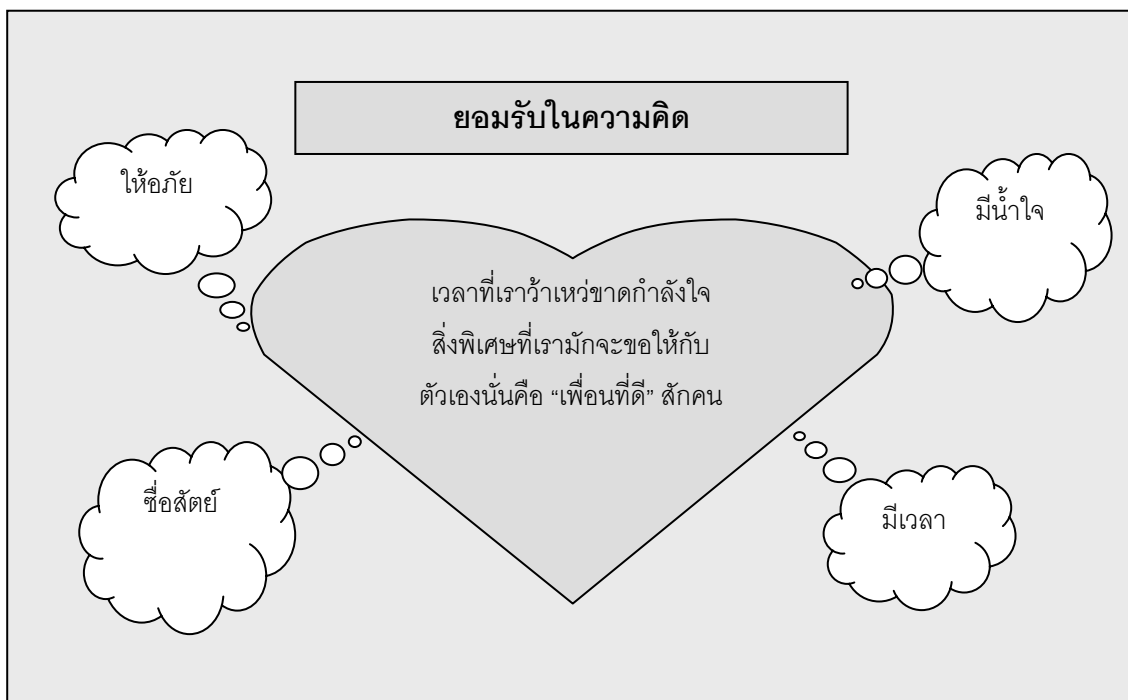 ยอมรับในความคิด
ให้อภัย
มีน้ำใจ
เวลาที่เราว้าเหว่ขาดกำลังใจ
สิ่งพิเศษที่เรามักจะขอให้กับ
ตัวเองนั่นคือ “เพื่อนที่ดี” สักคน
ซื่อสัตย์
มีเวลา